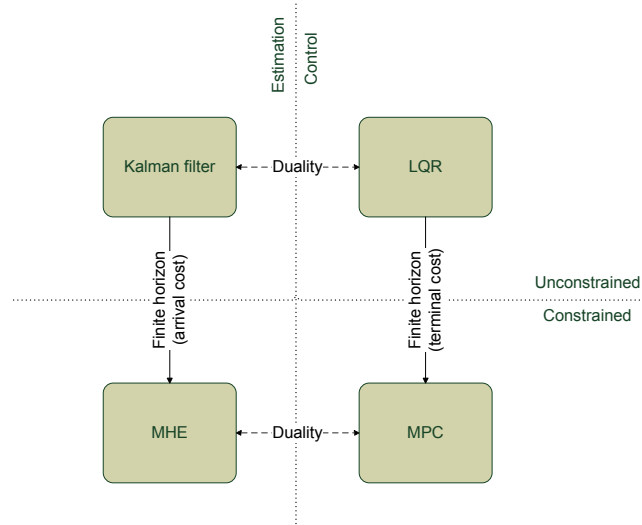 Estimation
Control
Kalman filter
Duality
LQR
Finite horizon
(arrival cost)
Finite horizon
(terminal cost)
Unconstrained
Constrained
MHE
Duality
MPC